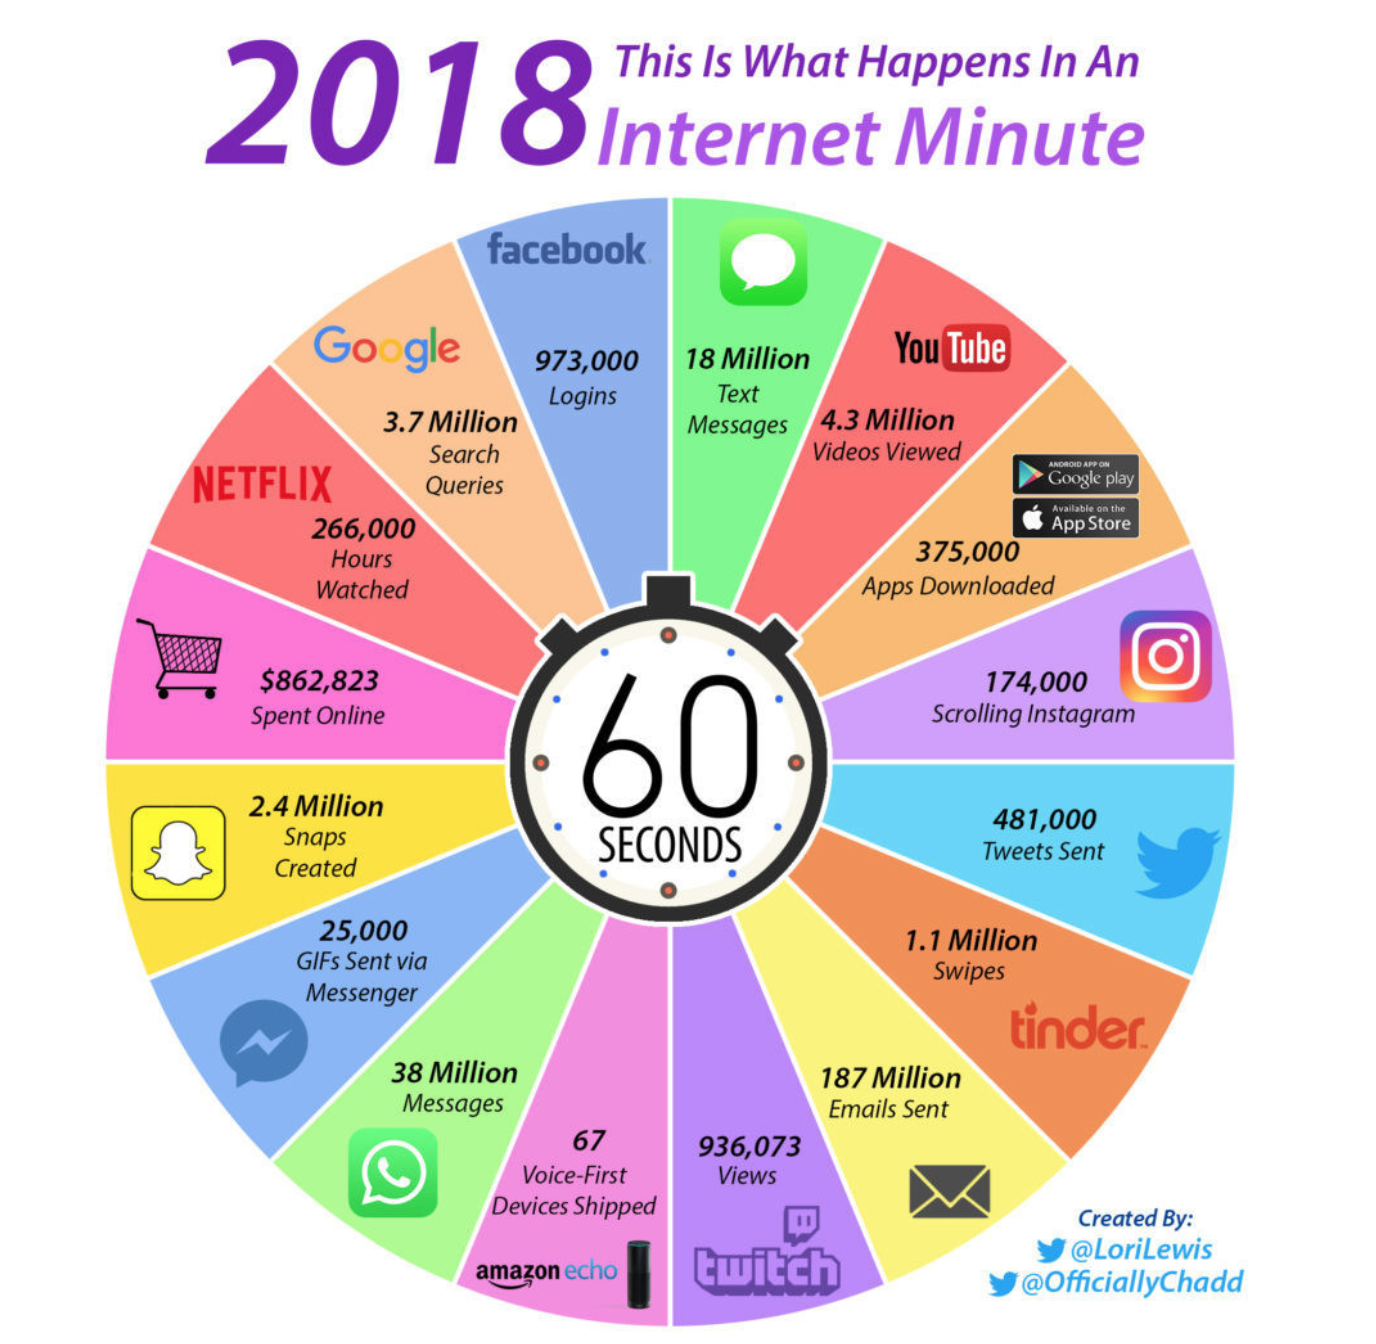 2018
This Is What Happens In An
Internet Minute
facebook
973,000
Logins
18 Million
Text
Messages
YouTube
4.3 Million
Videos Viewed
ANDROID APP ON
Google play
Available on the
App Store
375,000
Apps Downloaded
174,000
Scrolling Instagram
481,000
Tweets Sent
1.1 Million
Swipes
tinder
187 Million
Emails Sent
936,073
Views
twitch
67
Voice-First
Devices Shipped
amazon echo
38 Million
Messages
25,000
GIFs Sent via
Messenger
2.4 Million
Snaps
Created
$862,823
Spent Online
NETFLIX
266,000
Hours
Watched
Google
3.7 Million
Search
Queries
60
SECONDS
Created By:
@LoriLewis
@OfficiallyChadd